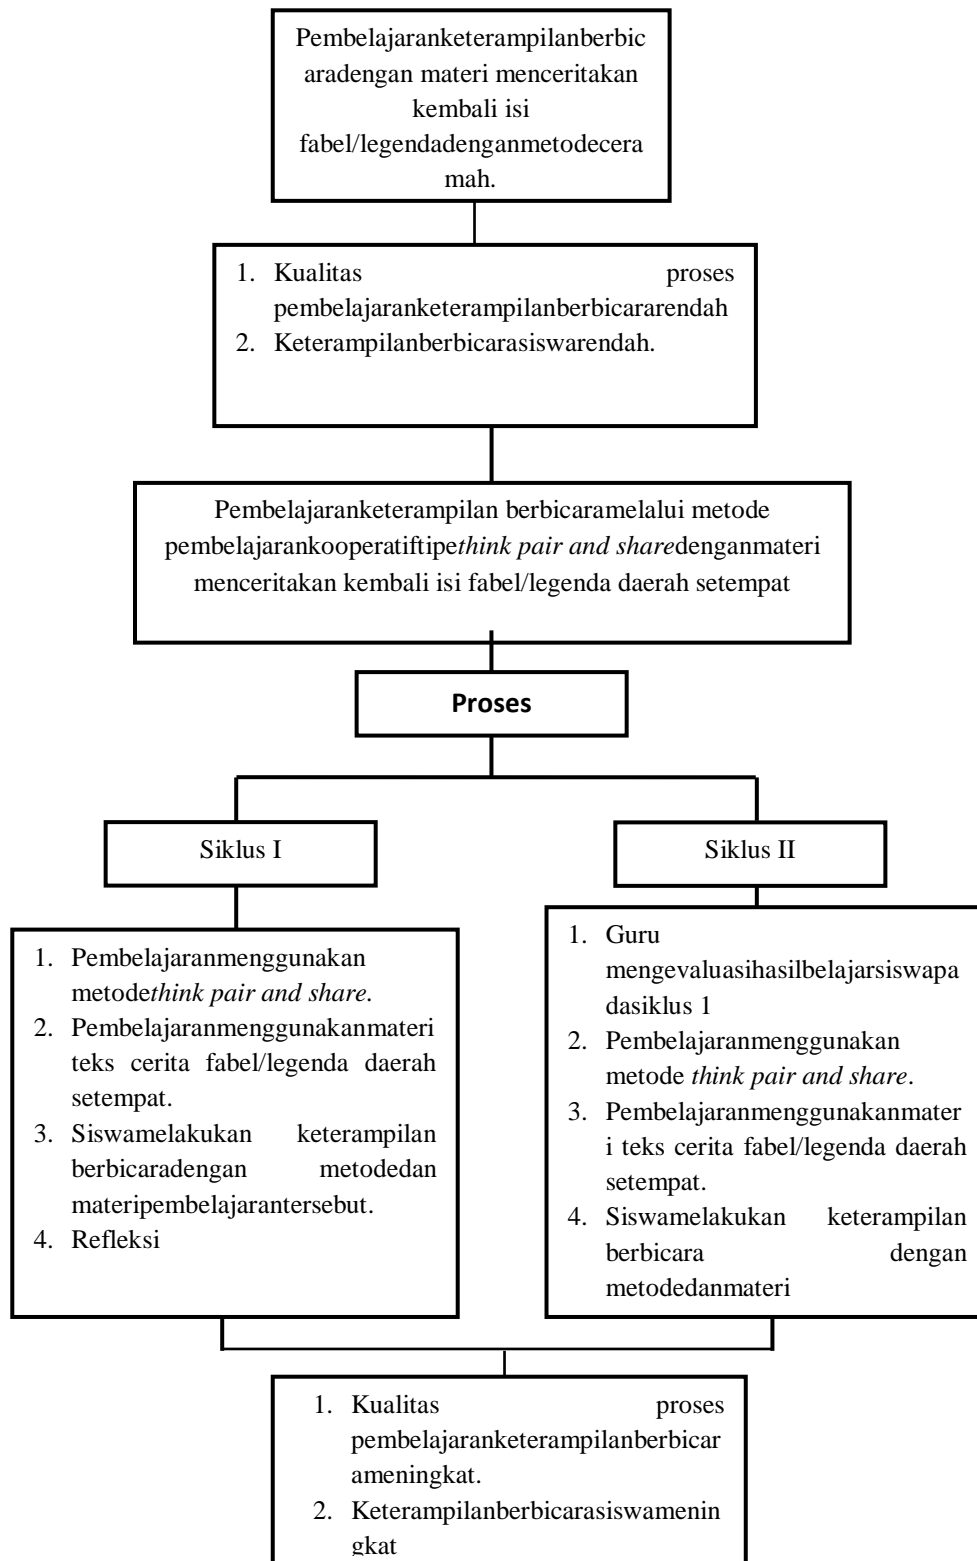 Pembelajaranketerampilanberbic
aradengan materi menceritakan
kembali isi
fabel/legendadenganmetodecera
mah.
1. Kualitas proses
pembelajaranketerampilanberbicararendah
2. Keterampilanberbicarasiswarendah.
Pembelajaranketerampilan berbicaramelalui metode
pembelajarankooperatiftipethink pair and sharedenganmateri
menceritakan kembali isi fabel/legenda daerah setempat
Proses
Siklus I
Siklus II
1. Pembelajaranmenggunakan
metodethink pair and share.
2. Pembelajaranmenggunakanmateri
teks cerita fabel/legenda daerah
setempat.
3. Siswamelakukan keterampilan
berbicaradengan metodedan
materipembelajarantersebut.
4. Refleksi
1. Guru
mengevaluasihasilbelajarsiswapa
dasiklus 1
2. Pembelajaranmenggunakan
metode think pair and share.
3. Pembelajaranmenggunakanmater
i teks cerita fabel/legenda daerah
setempat.
4. Siswamelakukan keterampilan
berbicara dengan
metodedanmateri
1. Kualitas proses
pembelajaranketerampilanberbicar
ameningkat.
2. Keterampilanberbicarasiswamenin
gkat